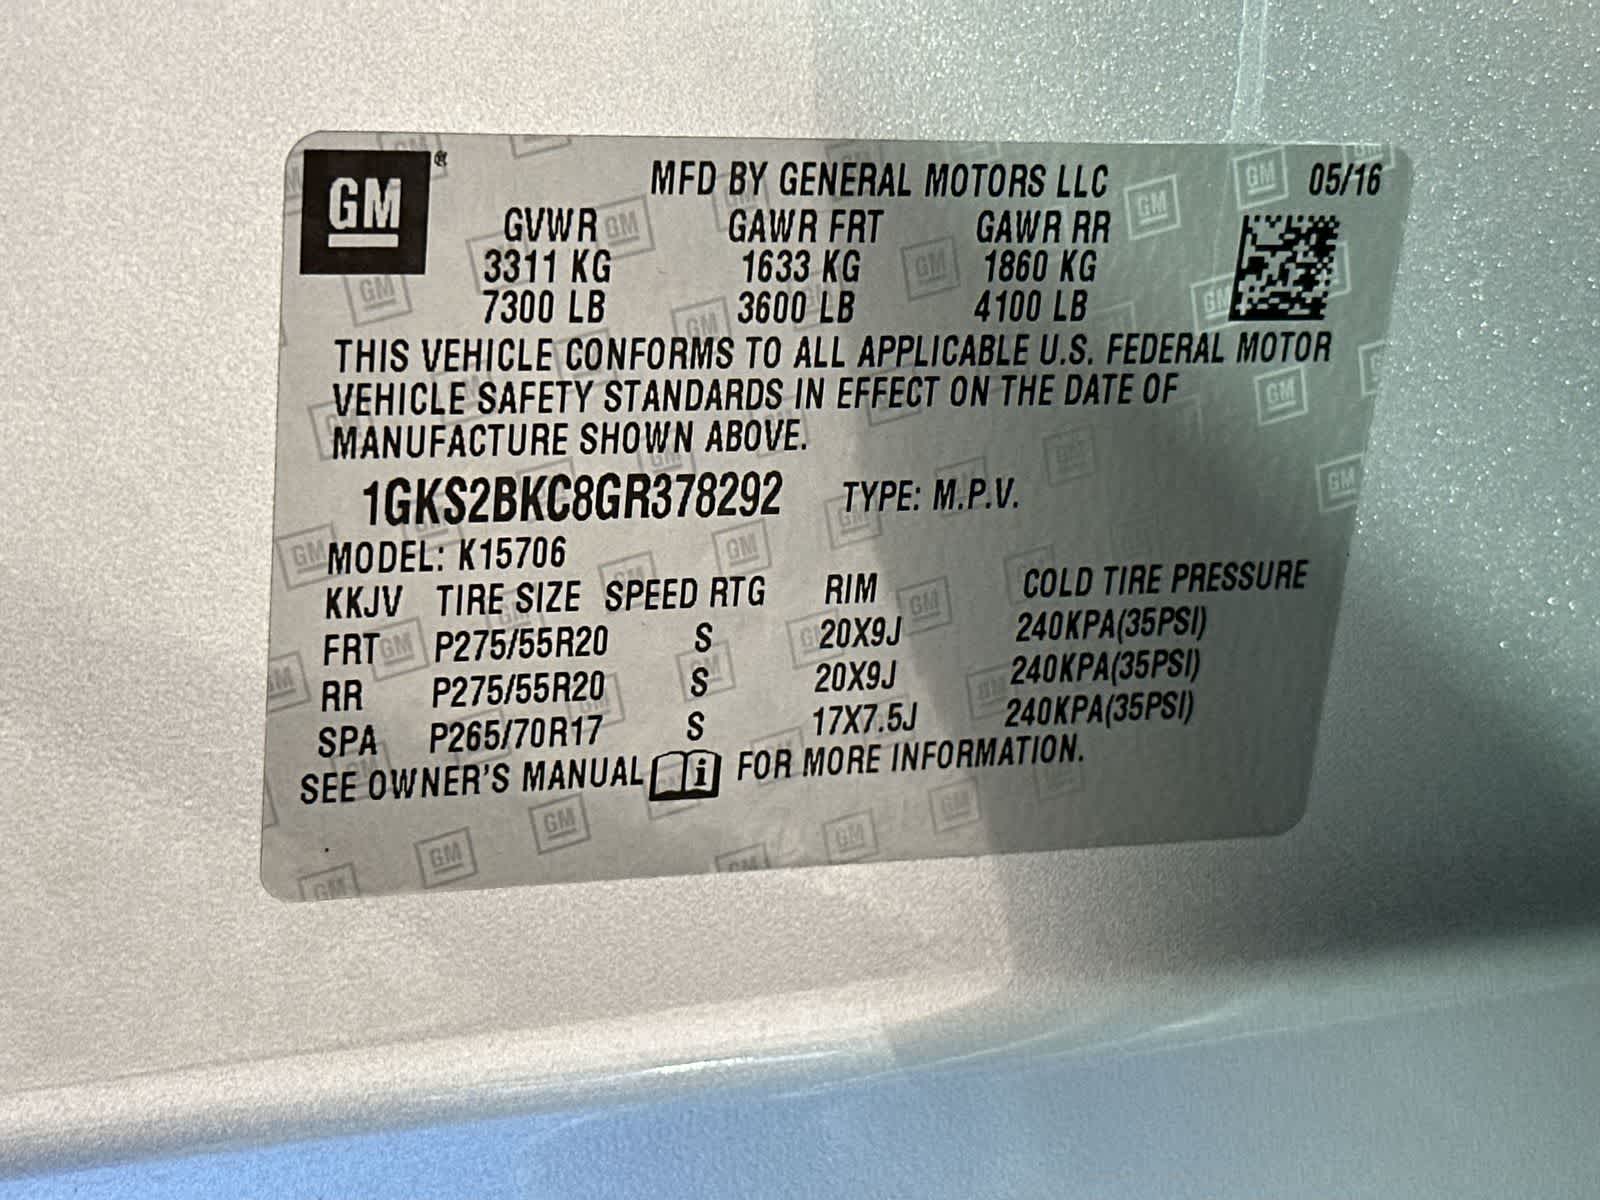 GM® MFD BY GENERAL MOTORS LLC 05/16
GVWR GAWR FRT GAWR RR
3311 KG 1633 KG 1860 KG
7300 LB 3600 LB 4100 LB
THIS VEHICLE CONFORMS TO ALL APPLICABLE U.S. FEDERAL MOTOR
VEHICLE SAFETY STANDARDS IN EFFECT ON THE DATE OF
MANUFACTURE SHOWN ABOVE.
1GKS2BKC8GR378292 TYPE: M.P.V.
MODEL: K15706
KKJV TIRE SIZE SPEED RTG RIM COLD TIRE PRESSURE
FRT P275/55R20 S 20X9J 240KPA(35PSI)
RR P275/55R20 S 20X9J 240KPA(35PSI)
SPA P265/70R17 S 17X7.5J 240KPA(35PSI)
SEE OWNER'S MANUAL i FOR MORE INFORMATION.